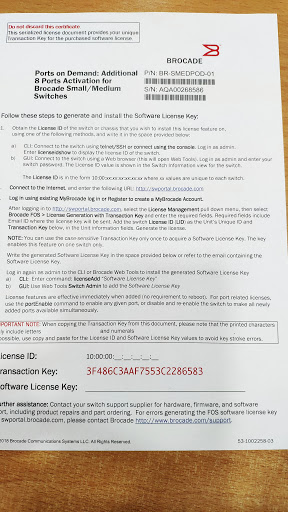 Do not discard this certificate
This serialized license document provides your unique
Transaction Key for the purchased software license
BROCADE
Ports on Demand: Additional
8 Ports Activation for
Brocade Small/Medium
Switches
P/N: BR-SMEDPOD-01
S/N: AQA00268586
Follow these steps to generate and install the Software License Key:
1. Obtain the License ID of the switch or chassis that you wish to install this license feature on,
using one of the following methods, and write it in the space provided below:
a) CLI: Connect to the switch using telnet/SSH or connect using the console. Log in as admin.
Enter licenseidshow to display the license ID of the switch.
b) GUI: Connect to the switch using a Web browser (this will open Web Tools). Log in as admin and enter your
switch password. The License ID is shown in the Switch Information view for the switch.
The License ID is in the form 10:00:xx:xx:xx:xx:xx:xx where xx values are unique to each switch.
Connect to the Internet, and enter the following URL: http://swportal.brocade.com
Log in using existing MyBrocade log in or Register to create a MyBrocade Account.
After logging in to http://swportal.brocade.com, select the License Management pull down menu, then select
Brocade FOS > License Generation with Transaction Key and enter the required fields. Required fields include
Email ID where the license key will be sent. Add the switch License ID (LID) as the Unit's Unique ID and
Transaction Key below, in the Unit Information fields. Generate the license.
NOTE: You can use the same Transaction Key only once to acquire a Software License Key. The key
enables this feature on one switch only.
Write the generated Software License Key in the space provided below or refer to the email containing the
Software License Key.
Log in again as admin to the CLI or Brocade Web Tools to install the generated Software License Key
a) CLI: Enter command: licenseAdd "Software License Key"
b) GUI: Use Web Tools Switch Admin to add the Software License Key
License features are effective immediately when added (no requirement to reboot). For port related licenses,
use the portEnable command to enable any given port, or disable and re enable the switch to make all newly
added ports available simultaneously.
PORTANT NOTE: When copying the Transaction Key from this document, please note that the printed characters
ly include letters and numerals
possible, use copy and paste for the License ID and Software License Key values to avoid key stroke errors.
icense ID: 10:00:00:__:__:__:__:__
ransaction Key: 3F486C3AAF7553C2286583
oftware License Key:
urther assistance: Contact your switch support supplier for hardware, firmware, and software
ort, including product repairs and part ordering. For errors generating the FOS software license key
swportal.brocade.com, please contact Brocade http://www.brocade.com/support.
2018 Brocade Communications Systems LLC. All Rights Reserved.
53-1002258-03